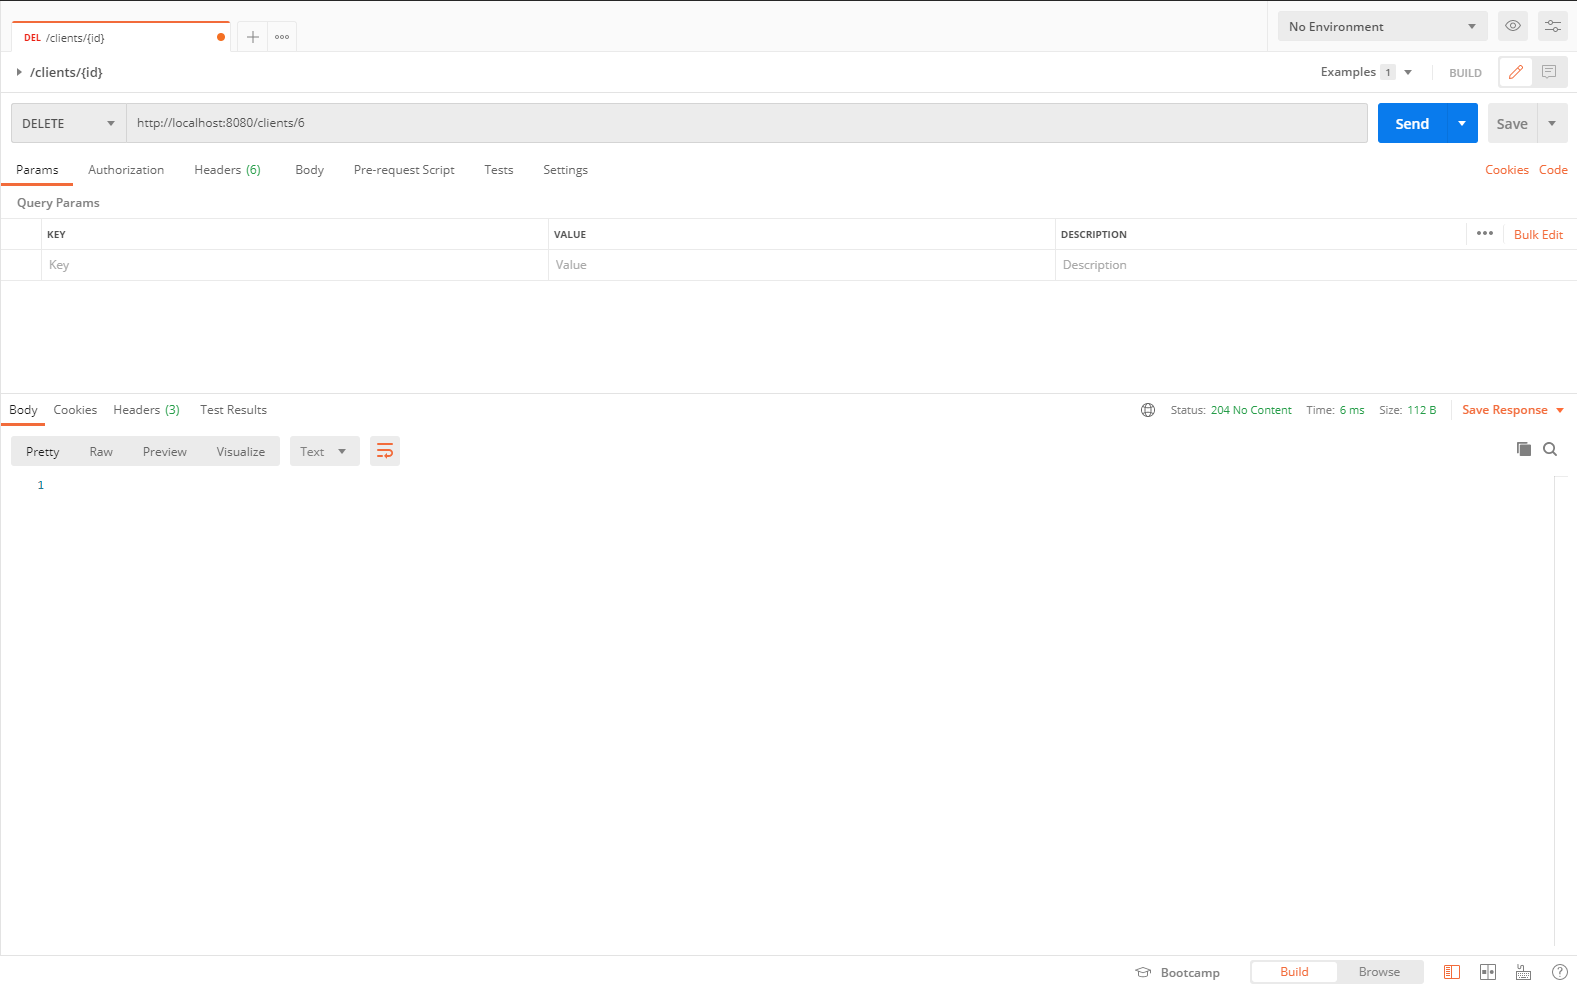 DEL /clients/{id}
No Environment
/clients/{id}
Examples 1
BUILD
DELETE
http://localhost:8080/clients/6
Send
Save
Params Authorization Headers (6) Body Pre-request Script Tests Settings Cookies Code
Query Params
KEY VALUE DESCRIPTION ••• Bulk Edit
Key Value Description
Body Cookies Headers (3) Test Results Status: 204 No Content Time: 6 ms Size: 112 B Save Response
Pretty Raw Preview Visualize Text
1
Bootcamp Build Browse